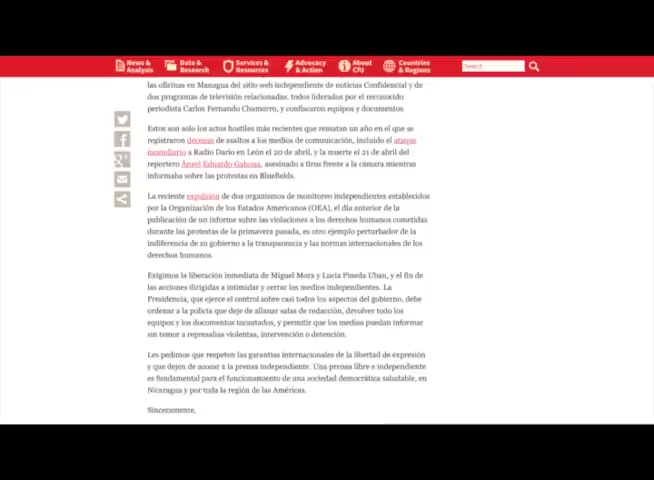 News & Analysis
Data & Research
Services & Resources
Advocacy & Action
About CPJ
Countries & Regions
Search
las oficinas en Managua del sitio web independiente de noticias Confidencial y de
dos programas de televisión relacionadas, todos liderados por el reconocido
periodista Carlos Fernando Chamorro, y confiscaron equipos y documentos.
Estos son solo los actos hostiles más recientes que rematan un año en el que se
registraron decenas de asaltos a los medios de comunicación, incluido el ataque
incendiario a Radio Darío en León el 20 de abril, y la muerte el 21 de abril del
reportero Ángel Eduardo Gahona, asesinado a tiros frente a la cámara mientras
informaba sobre las protestas en Bluefields.
La reciente expulsión de dos organismos de monitoreo independientes establecidos
por la Organización de los Estados Americanos (OEA), el día anterior de la
publicación de un informe sobre las violaciones a los derechos humanos cometidas
durante las protestas de la primavera pasada, es otro ejemplo perturbador de la
indiferencia de su gobierno a la transparencia y las normas internacionales de los
derechos humanos.
Exigimos la liberación inmediata de Miguel Mora y Lucía Pineda Ubau, y el fin de
las acciones dirigidas a intimidar y cerrar los medios independientes. La
Presidencia, que ejerce el control sobre casi todos los aspectos del gobierno, debe
ordenar a la policía que deje de allanar salas de redacción, devolver todo los
equipos y los documentos incautados, y permitir que los medios puedan informar
sin temor a represalias violentas, intervención o detención.
Les pedimos que respeten las garantías internacionales de la libertad de expresión
y que dejen de acosar a la prensa independiente. Una prensa libre e independiente
es fundamental para el funcionamiento de una sociedad democrática saludable, en
Nicaragua y por toda la región de las Américas.
Sinceramente,